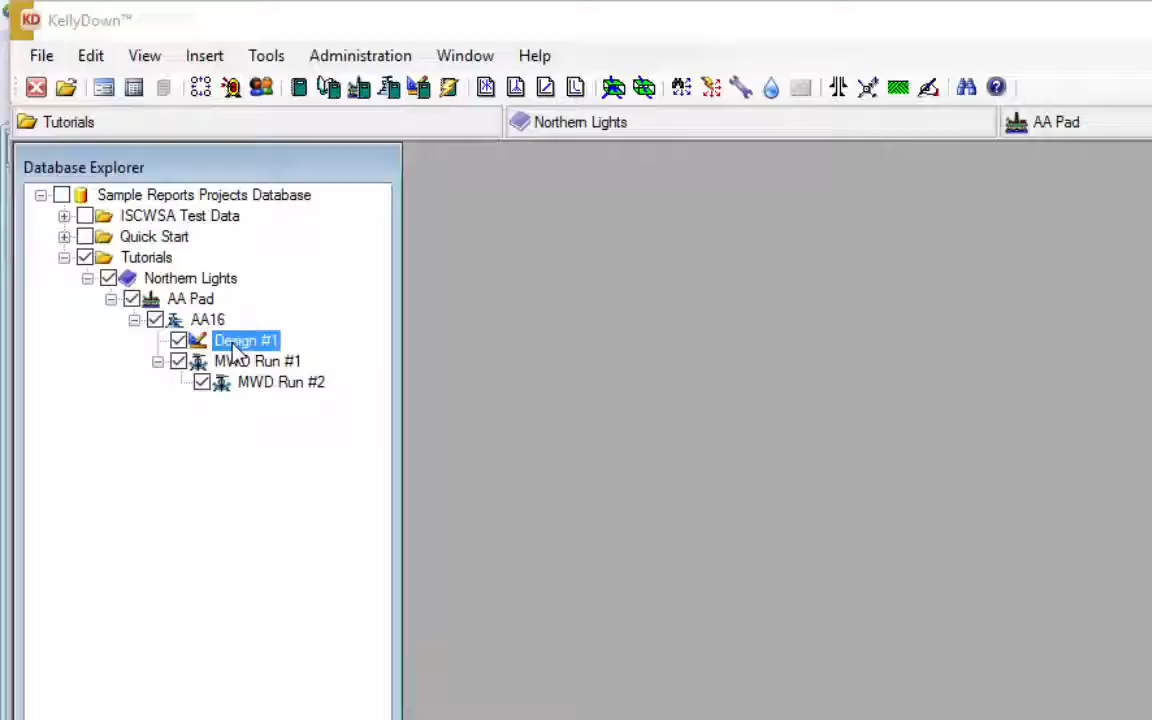 KD KellyDown™
File Edit View Insert Tools Administration Window Help
Tutorials Northern Lights AA Pad
Database Explorer
Sample Reports Projects Database
ISCWSA Test Data
Quick Start
Tutorials
Northern Lights
AA Pad
AA16
Design #1
MWD Run #1
MWD Run #2